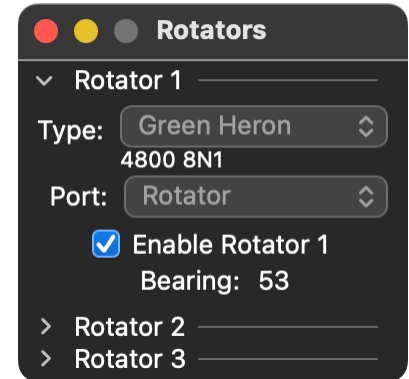 Rotators
Rotator 1
Type: Green Heron
4800 8N1
Port: Rotator
Enable Rotator 1
Bearing: 53
Rotator 2
Rotator 3